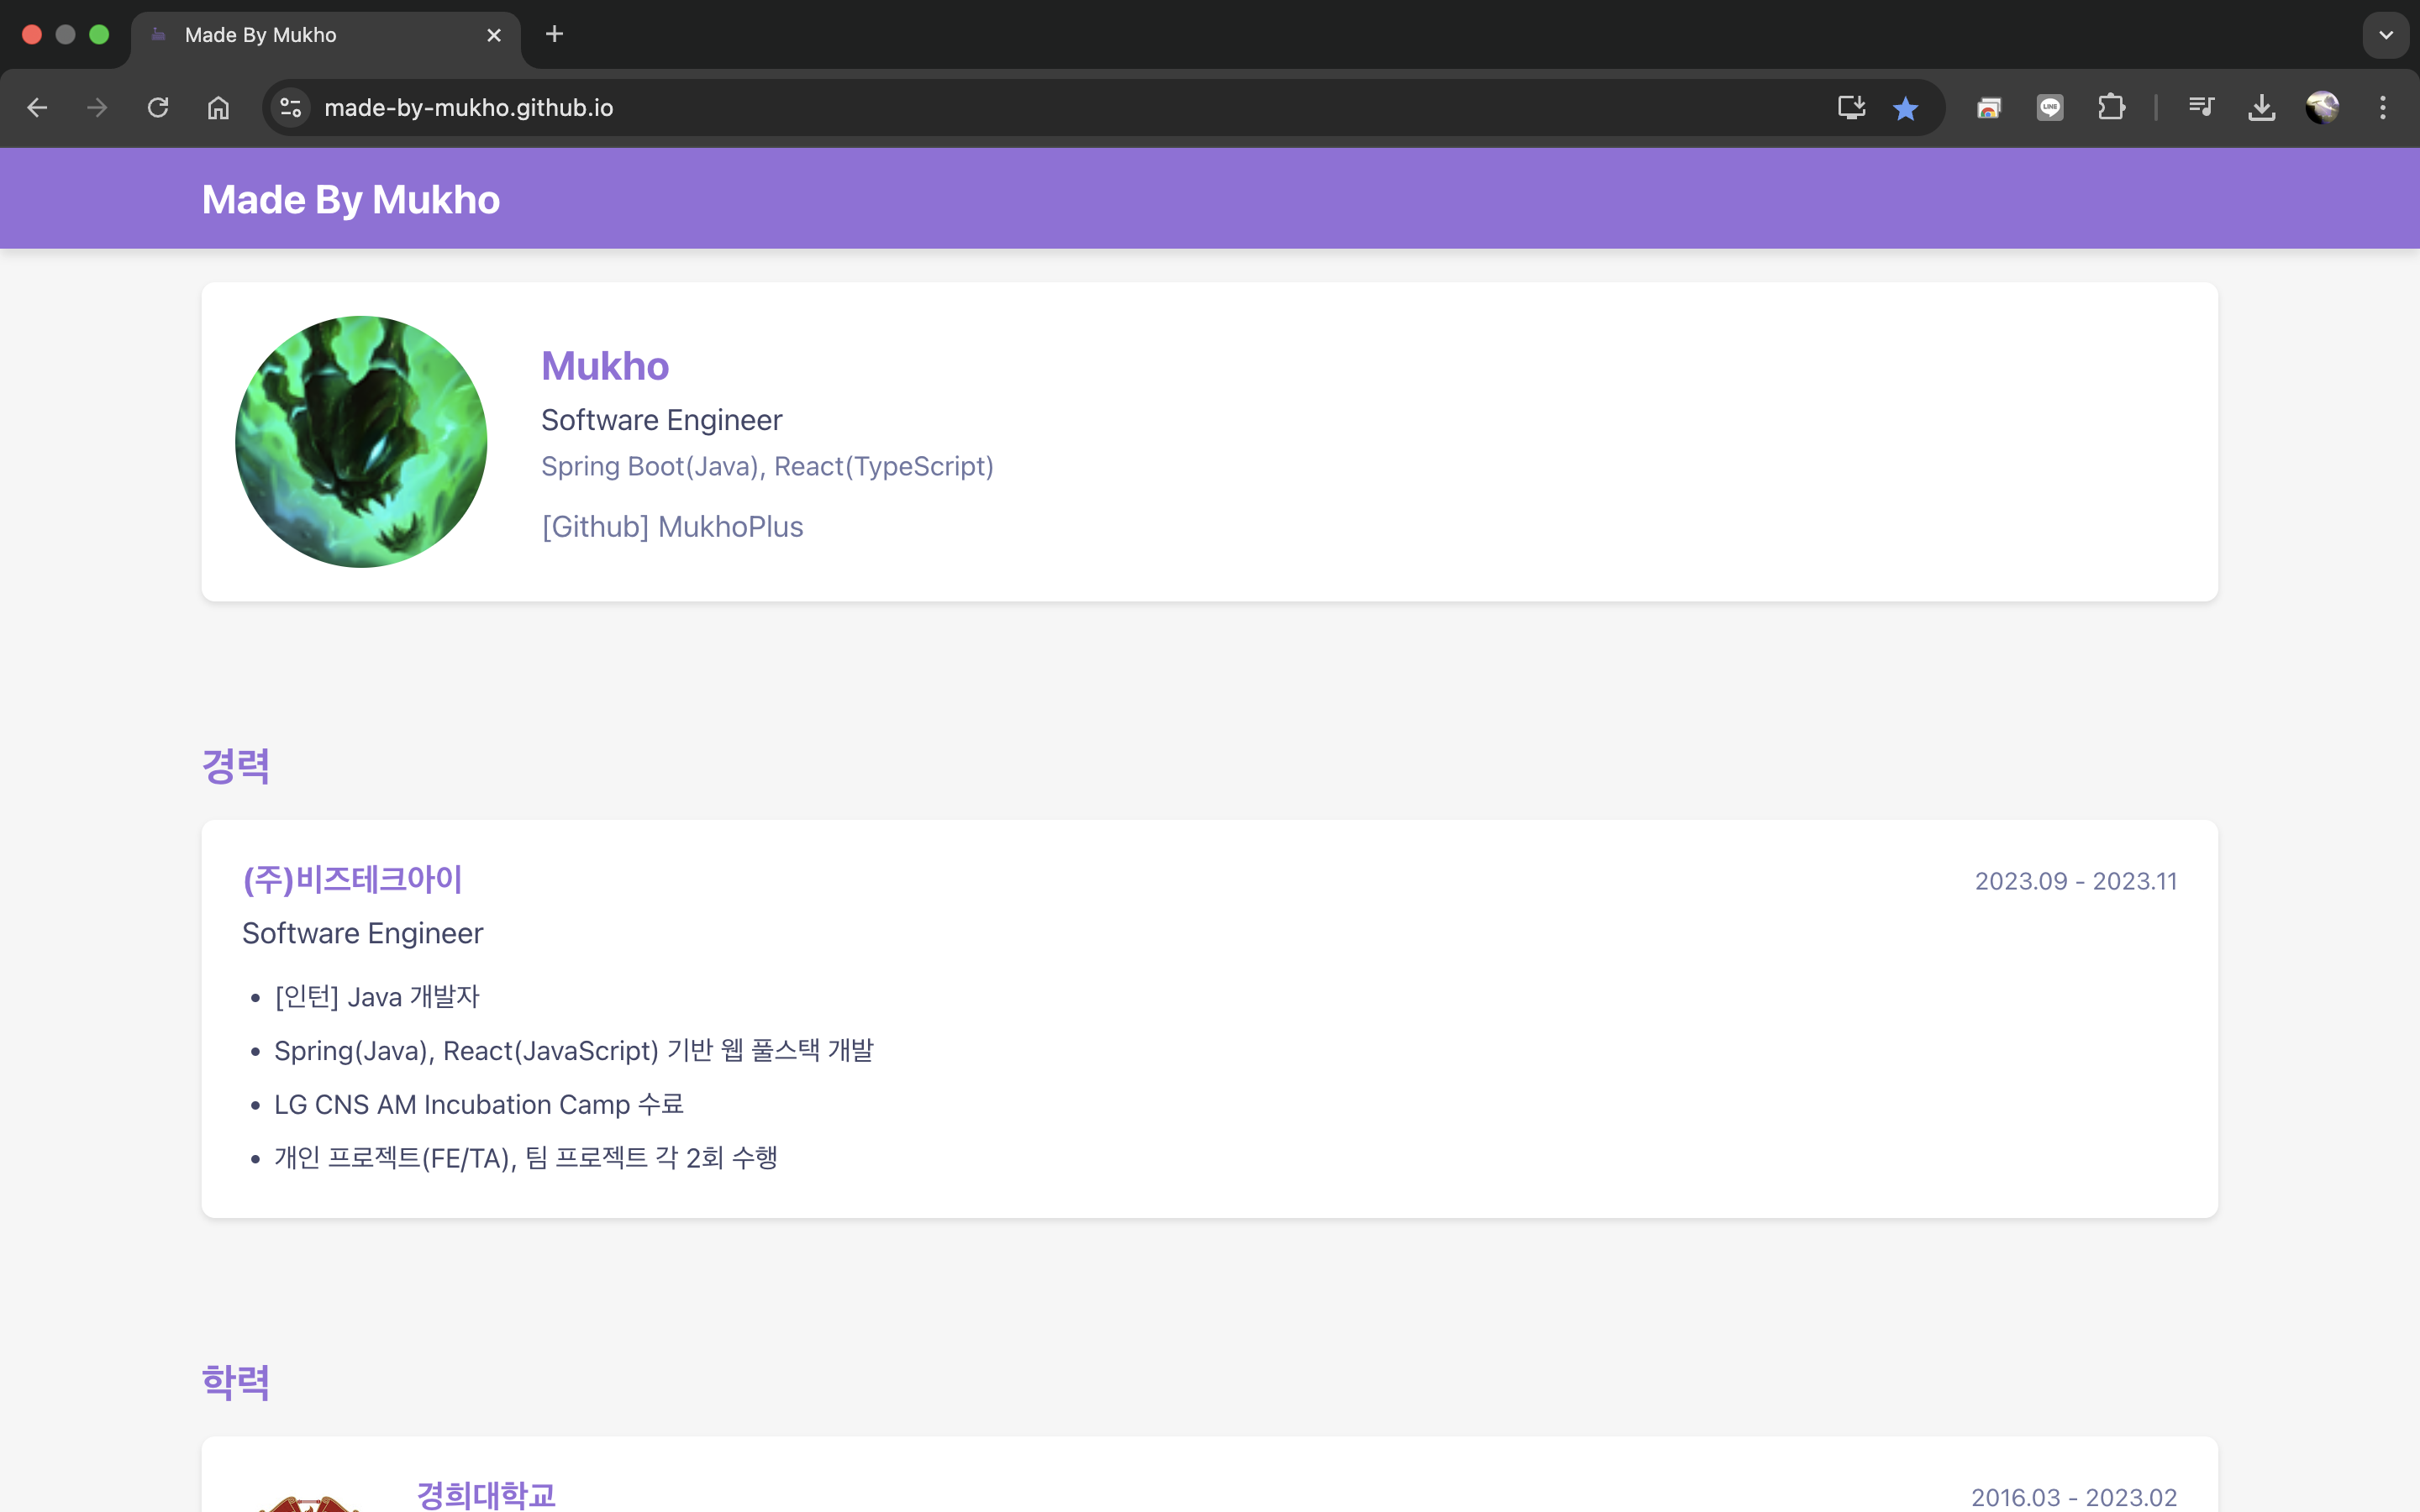 Made By Mukho
made-by-mukho.github.io
LINE
Made By Mukho
Mukho
Software Engineer
Spring Boot(Java), React(TypeScript)
[Github] MukhoPlus
경력
(주)비즈테크아이
2023.09 - 2023.11
Software Engineer
• [인턴] Java 개발자
• Spring(Java), React(JavaScript) 기반 웹 풀스택 개발
• LG CNS AM Incubation Camp 수료
• 개인 프로젝트(FE/TA), 팀 프로젝트 각 2회 수행
학력
경희대학교
2016.03 - 2023.02